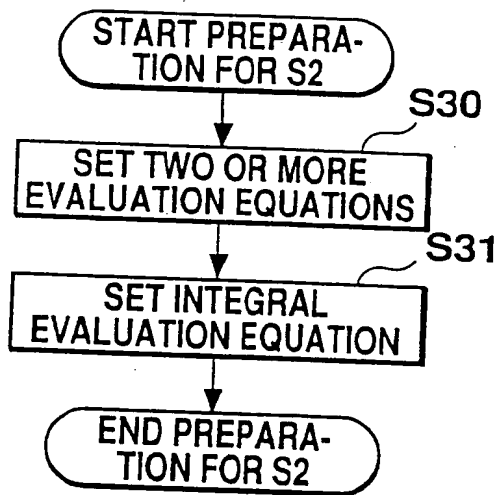 START PREPARA-
TION FOR S2
S30
SET TWO OR MORE
EVALUATION EQUATIONS
S31
SET INTEGRAL
EVALUATION EQUATION
END PREPARA-
TION FOR S2